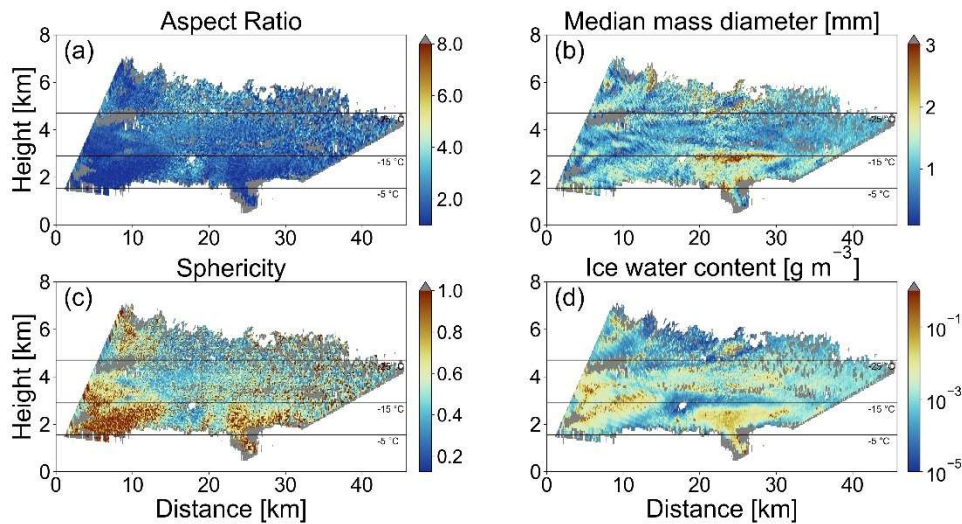 Aspect Ratio
(a)
Height [km]
8
6
4
2
0
0 10 20 30 40
-25 °C
-15 °C
-5 °C
8.0
6.0
4.0
2.0
Median mass diameter [mm]
(b)
8
6
4
2
0
0 10 20 30 40
-25 °C
-15 °C
-5 °C
3
2
1
Sphericity
(c)
Height [km]
8
6
4
2
0
0 10 20 30 40
Distance [km]
-25 °C
-15 °C
-5 °C
1.0
0.8
0.6
0.4
0.2
Ice water content [g m⁻³]
(d)
8
6
4
2
0
0 10 20 30 40
Distance [km]
-25 °C
-15 °C
-5 °C
10⁻¹
10⁻³
10⁻⁵